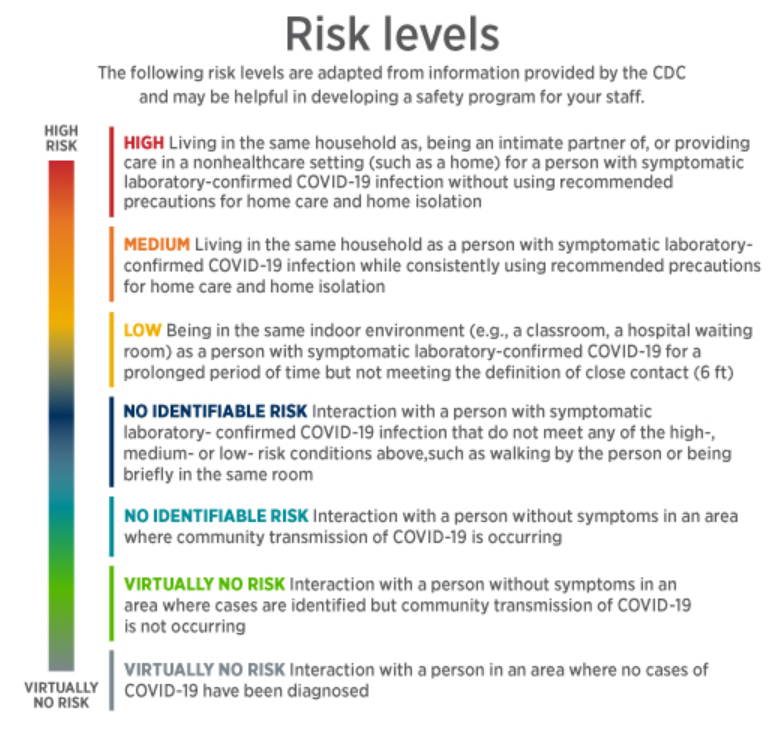 Risk levels
The following risk levels are adapted from information provided by the CDC
and may be helpful in developing a safety program for your staff.
HIGH
RISK
HIGH Living in the same household as, being an intimate partner of, or providing
care in a nonhealthcare setting (such as a home) for a person with symptomatic
laboratory-confirmed COVID-19 infection without using recommended
precautions for home care and home isolation
MEDIUM Living in the same household as a person with symptomatic laboratory-
confirmed COVID-19 infection while consistently using recommended precautions
for home care and home isolation
LOW Being in the same indoor environment (e.g., a classroom, a hospital waiting
room) as a person with symptomatic laboratory-confirmed COVID-19 for a
prolonged period of time but not meeting the definition of close contact (6 ft)
NO IDENTIFIABLE RISK Interaction with a person with symptomatic
laboratory- confirmed COVID-19 infection that do not meet any of the high-,
medium- or low- risk conditions above,such as walking by the person or being
briefly in the same room
NO IDENTIFIABLE RISK Interaction with a person without symptoms in an area
where community transmission of COVID-19 is occurring
VIRTUALLY NO RISK Interaction with a person without symptoms in an
area where cases are identified but community transmission of COVID-19
is not occurring
VIRTUALLY NO RISK Interaction with a person in an area where no cases of
COVID-19 have been diagnosed
VIRTUALLY
NO RISK